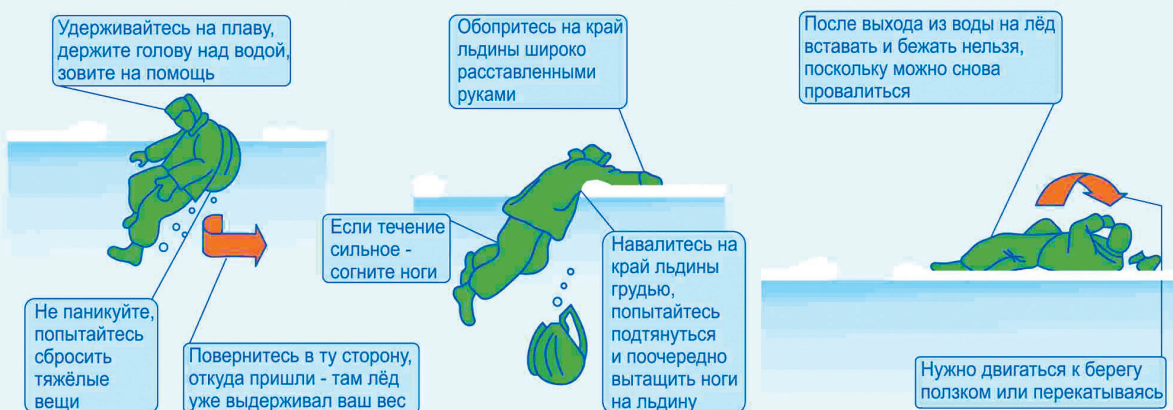 Удерживайтесь на плаву,
держите голову над водой,
зовите на помощь
Не паникуйте,
попытайтесь
сбросить
тяжёлые
вещи
Повернитесь в ту сторону,
откуда пришли - там лёд
уже выдерживал ваш вес
Обопритесь на край
льдины широко
расставленными
руками
Если течение
сильное -
согните ноги
Навалитесь на
край льдины
грудью,
попытайтесь
подтянуться
и поочередно
вытащить ноги
на льдину
После выхода из воды на лёд
вставать и бежать нельзя,
поскольку можно снова
провалиться
Нужно двигаться к берегу
ползком или перекатываясь